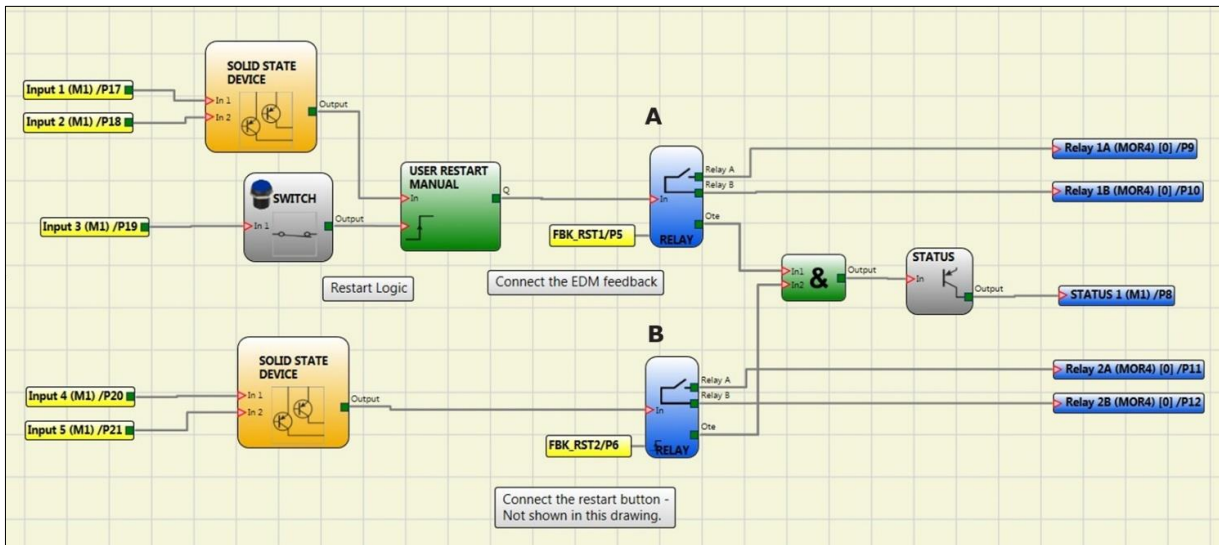 SOLID STATE
DEVICE
Input 1 (M1) /P17
In 1
Output
Input 2 (M1) /P18
In 2
A
Relay 1A (MOR4) [0] /P9
USER RESTART
MANUAL
Relay A
SWITCH
In
Q
In
Relay B
Relay 1B (MOR4) [0] /P10
Input 3 (M1) /P19
In 1
Output
Ote
FBK_RST1/P5
RELAY
STATUS
Restart Logic
Connect the EDM feedback
In1
In2
&
Output
In
Output
STATUS 1 (M1) /P8
B
SOLID STATE
DEVICE
Relay 2A (MOR4) [0] /P11
Input 4 (M1) /P20
In 1
Output
Relay A
Relay B
Relay 2B (MOR4) [0] /P12
In 2
In
Input 5 (M1) /P21
Ote
FBK_RST2/P6
RELAY
Connect the restart button -
Not shown in this drawing.